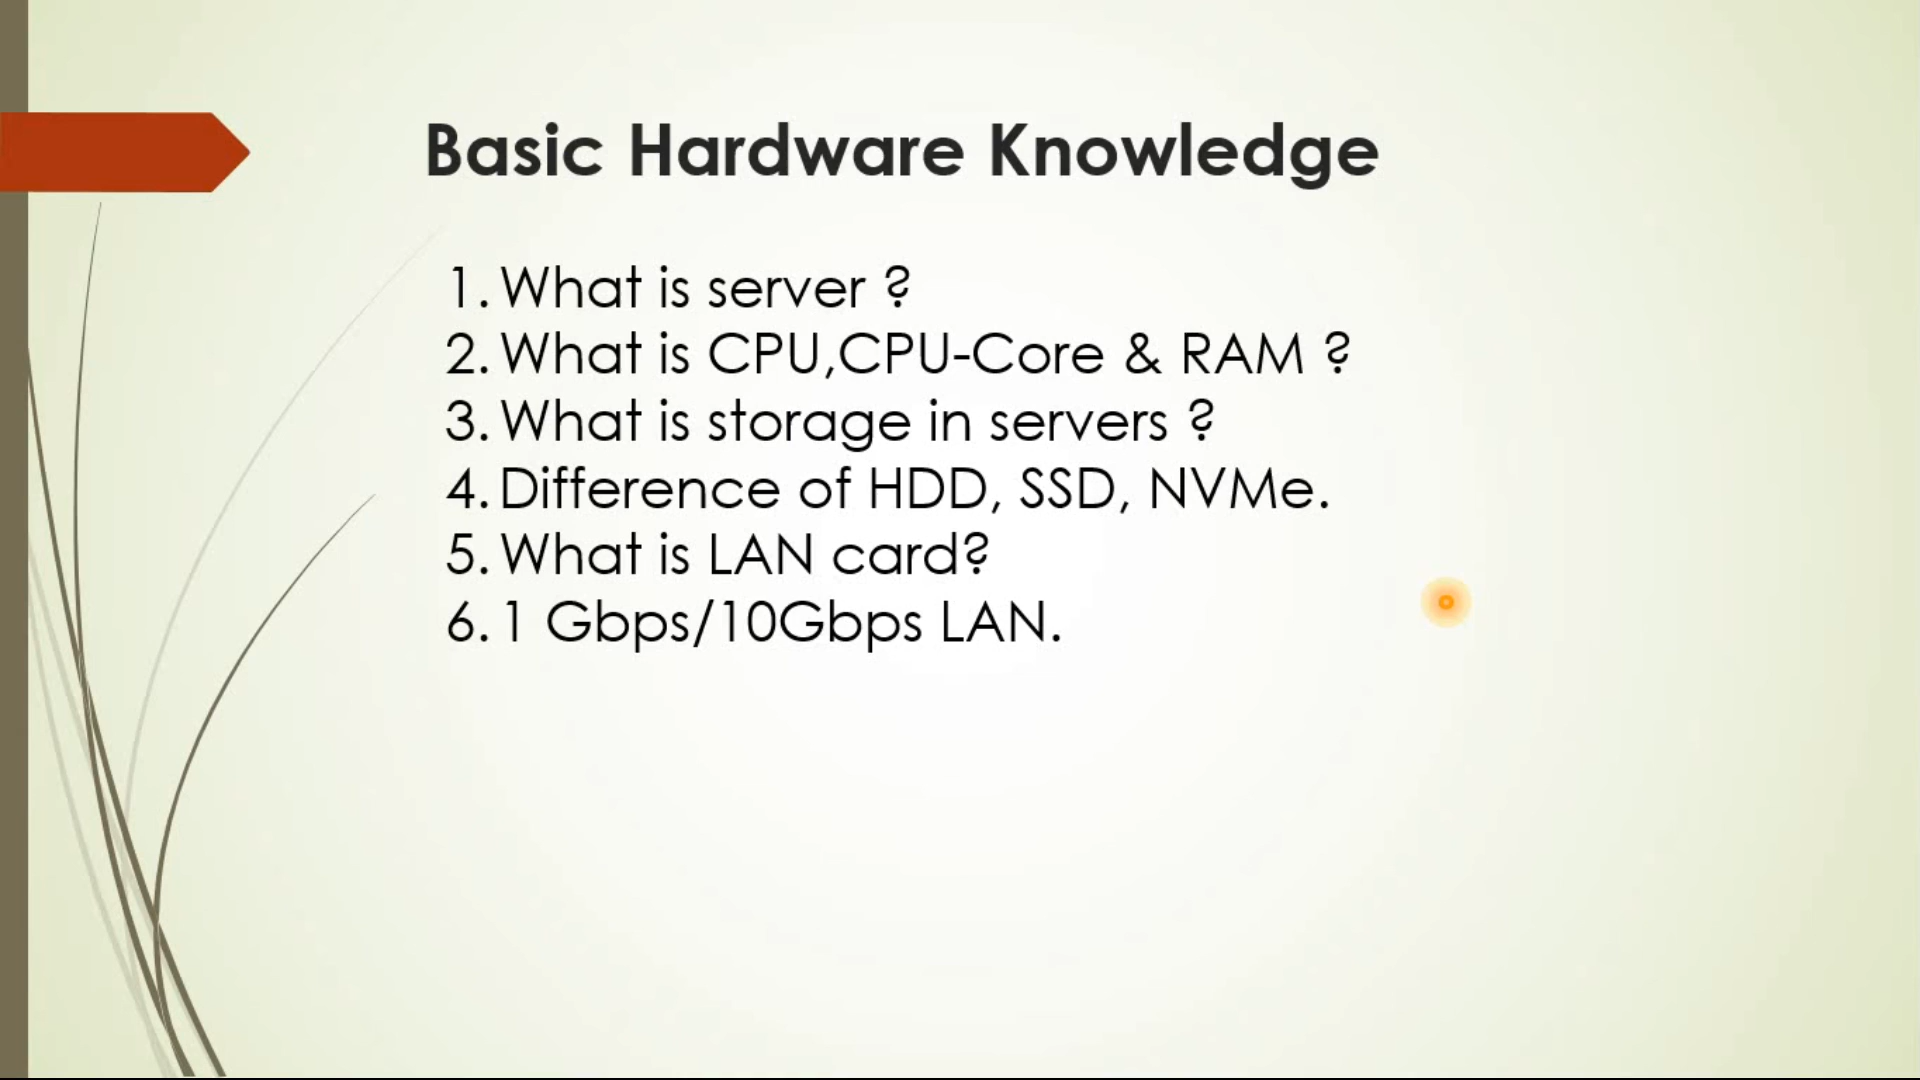 Basic Hardware Knowledge
1. What is server ?
2. What is CPU,CPU-Core & RAM ?
3. What is storage in servers ?
4. Difference of HDD, SSD, NVMe.
5. What is LAN card?
6. 1 Gbps/10Gbps LAN.